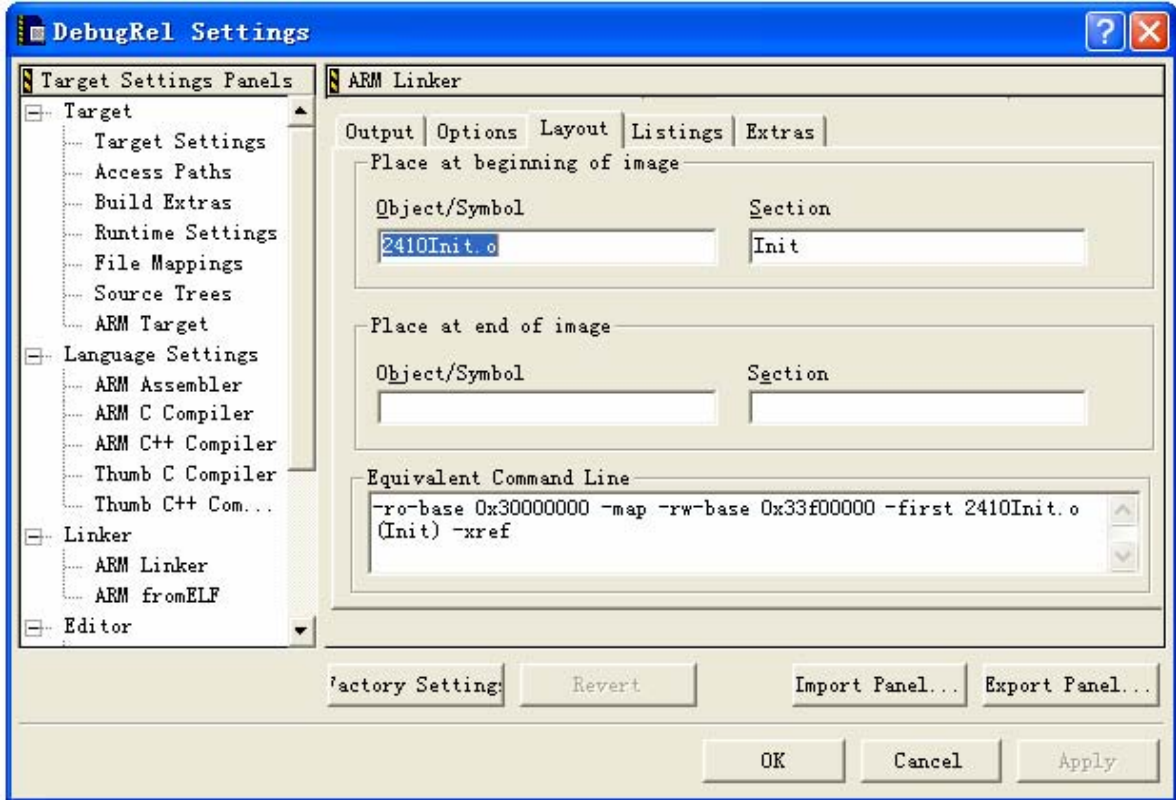 DebugRel Settings
Target Settings Panels
Target
Target Settings
Access Paths
Build Extras
Runtime Settings
File Mappings
Source Trees
ARM Target
Language Settings
ARM Assembler
ARM C Compiler
ARM C++ Compiler
Thumb C Compiler
Thumb C++ Com...
Linker
ARM Linker
ARM fromELF
Editor
ARM Linker
Output Options Layout Listings Extras
Place at beginning of image
Object/Symbol Section
2410Init.o Init
Place at end of image
Object/Symbol Section
Equivalent Command Line
-ro-base 0x30000000 -map -rw-base 0x33f00000 -first 2410Init.o
(Init) -xref
Factory Settings Revert Import Panel... Export Panel...
OK Cancel Apply